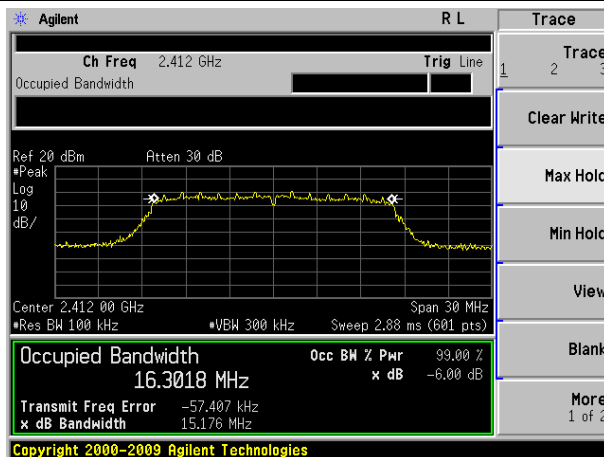 Agilent R L Trace
Ch Freq 2.412 GHz Trig Line
Occupied Bandwidth
Trace
1 2 3
Clear Write
Max Hold
Min Hold
View
Blank
More
1 of 2
Ref 20 dBm Atten 30 dB
#Peak
Log
10
dB/
Center 2.412 00 GHz Span 30 MHz
#Res BW 100 kHz #VBW 300 kHz Sweep 2.88 ms (601 pts)
Occupied Bandwidth Occ BW % Pwr 99.00 %
16.3018 MHz x dB -6.00 dB
Transmit Freq Error -57.407 kHz
x dB Bandwidth 15.176 MHz
Copyright 2000-2009 Agilent Technologies